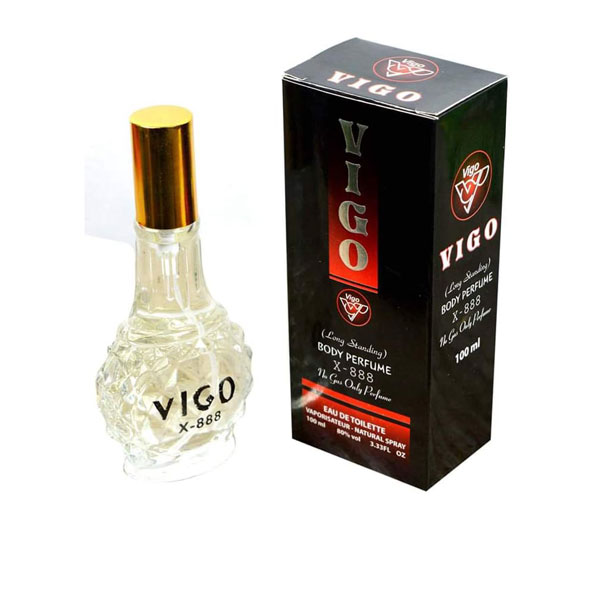 VIGO
X-888
Vigo
VIGO
VIGO
Vigo
(Long Standing)
BODY PERFUME
X-888
No Gas Only Perfume
EAU DE TOILETTE
VAPORISATEUR - NATURAL SPRAY
100 ml 80% vol 3.33FL OZ
Vigo
VIGO
(Long Standing)
BODY PERFUME
X-888
No Gas Only Perfume
100 ml